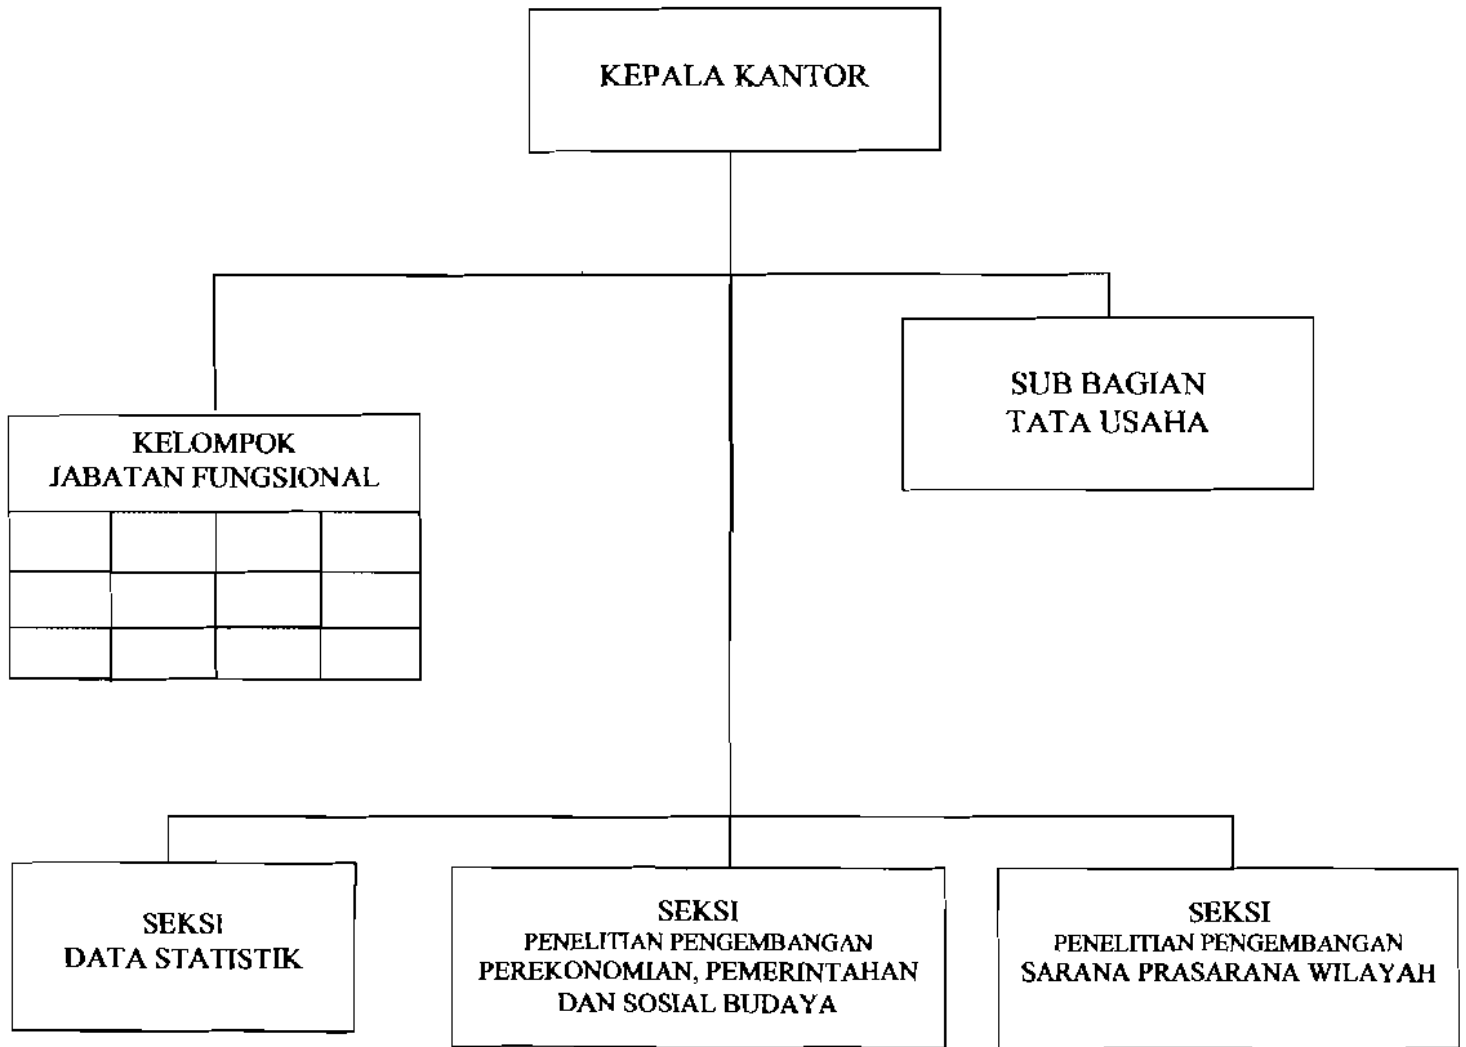 KEPALA KANTOR
SUB BAGIAN
TATA USAHA
KELOMPOK
JABATAN FUNGSIONAL
SEKSI
DATA STATISTIK
SEKSI
PENELITIAN PENGEMBANGAN
PEREKONOMIAN, PEMERINTAHAN
DAN SOSIAL BUDAYA
SEKSI
PENELITIAN PENGEMBANGAN
SARANA PRASARANA WILAYAH